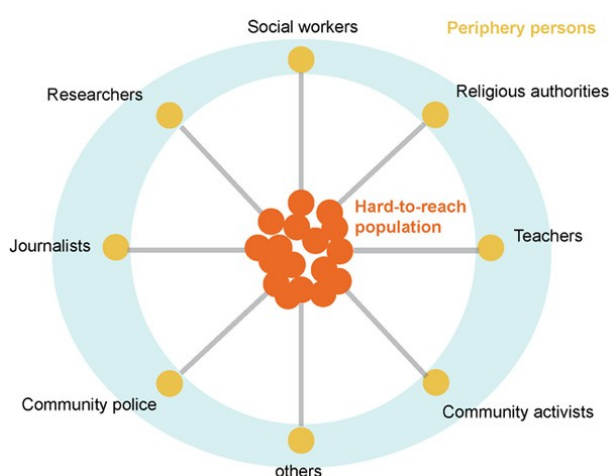 Social workers
Periphery persons
Researchers
Religious authorities
Hard-to-reach
population
Journalists
Teachers
Community police
Community activists
others